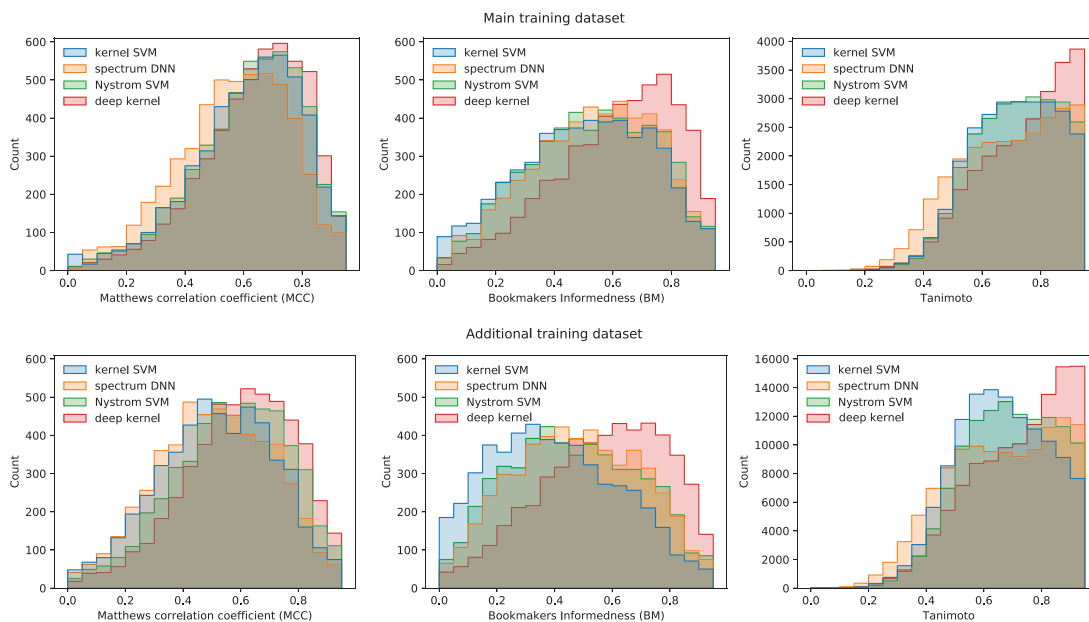 Main training dataset
600
500
400
300
200
100
0
Count
kernel SVM
spectrum DNN
Nystrom SVM
deep kernel
0.0 0.2 0.4 0.6 0.8
Matthews correlation coefficient (MCC)
600
500
400
300
200
100
0
Count
kernel SVM
spectrum DNN
Nystrom SVM
deep kernel
0.0 0.2 0.4 0.6 0.8
Bookmakers Informedness (BM)
4000
3500
3000
2500
2000
1500
1000
500
0
Count
kernel SVM
spectrum DNN
Nystrom SVM
deep kernel
0.0 0.2 0.4 0.6 0.8
Tanimoto
Additional training dataset
600
500
400
300
200
100
0
Count
kernel SVM
spectrum DNN
Nystrom SVM
deep kernel
0.0 0.2 0.4 0.6 0.8
Matthews correlation coefficient (MCC)
600
500
400
300
200
100
0
Count
kernel SVM
spectrum DNN
Nystrom SVM
deep kernel
0.0 0.2 0.4 0.6 0.8
Bookmakers Informedness (BM)
16000
14000
12000
10000
8000
6000
4000
2000
0
Count
kernel SVM
spectrum DNN
Nystrom SVM
deep kernel
0.0 0.2 0.4 0.6 0.8
Tanimoto